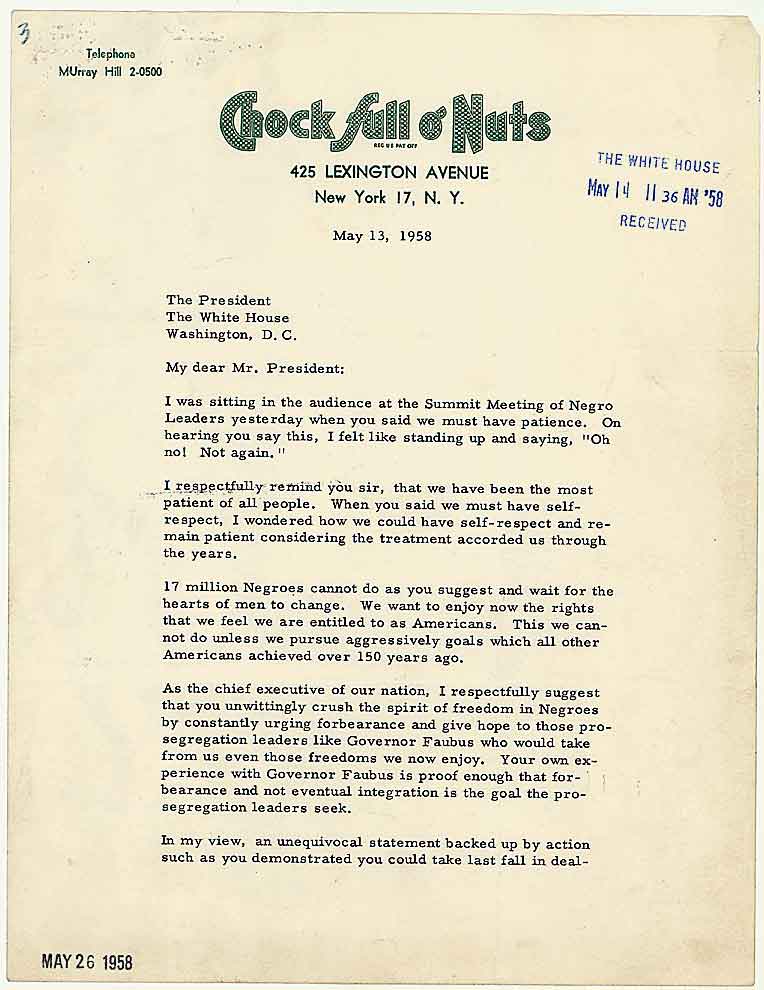 3
Telephone
MUrray Hill 2-0500
Chock full o' Nuts
REG US PAT OFF
425 LEXINGTON AVENUE
New York 17, N. Y.
THE WHITE HOUSE
MAY 14 11 36 AM '58
RECEIVED
May 13, 1958
The President
The White House
Washington, D. C.
My dear Mr. President:
I was sitting in the audience at the Summit Meeting of Negro
Leaders yesterday when you said we must have patience. On
hearing you say this, I felt like standing up and saying, "Oh
no! Not again."
I respectfully remind you sir, that we have been the most
patient of all people. When you said we must have self-
respect, I wondered how we could have self-respect and re-
main patient considering the treatment accorded us through
the years.
17 million Negroes cannot do as you suggest and wait for the
hearts of men to change. We want to enjoy now the rights
that we feel we are entitled to as Americans. This we can-
not do unless we pursue aggressively goals which all other
Americans achieved over 150 years ago.
As the chief executive of our nation, I respectfully suggest
that you unwittingly crush the spirit of freedom in Negroes
by constantly urging forbearance and give hope to those pro-
segregation leaders like Governor Faubus who would take
from us even those freedoms we now enjoy. Your own ex-
perience with Governor Faubus is proof enough that for-
bearance and not eventual integration is the goal the pro-
segregation leaders seek.
In my view, an unequivocal statement backed up by action
such as you demonstrated you could take last fall in deal-
MAY 26 1958